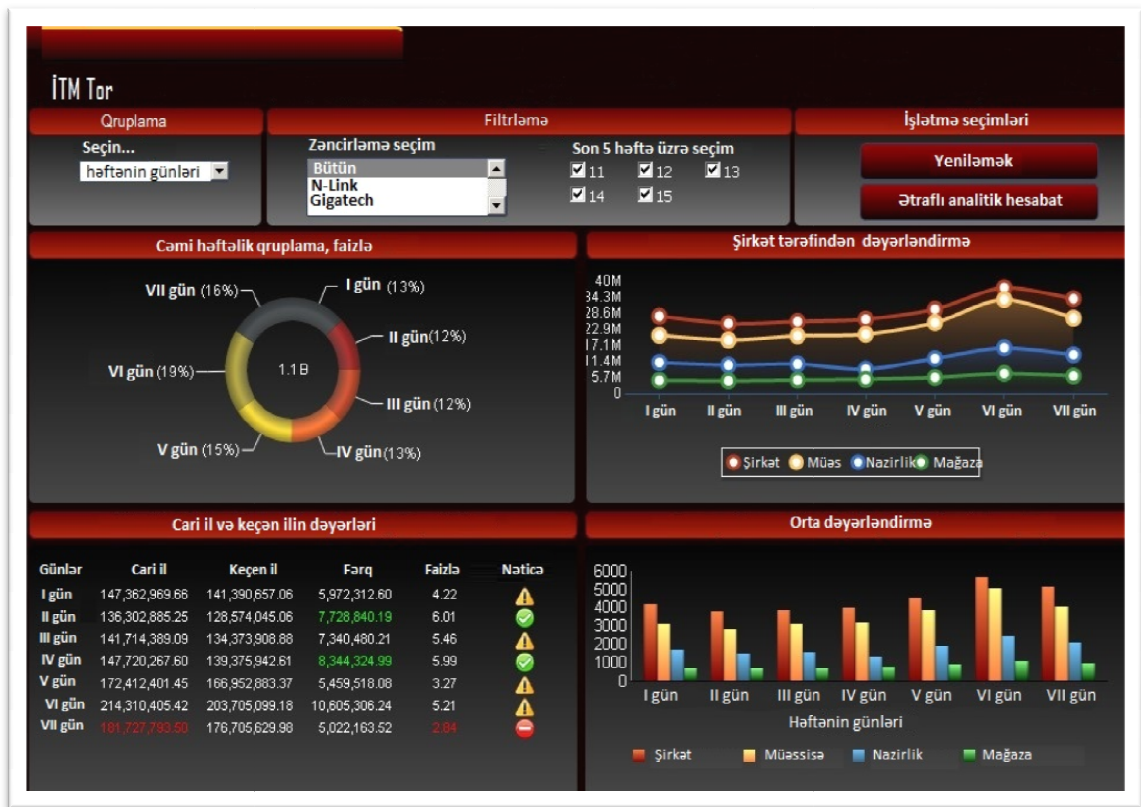 İTM Tor
Qruplama
Seçin...
həftənin günləri
Filtrləmə
Zəncirləmə seçim
Bütün
N-Link
Gigatech
Son 5 həftə üzrə seçim
11 12 13
14 15
İşlətmə seçimləri
Yeniləmək
Ətraflı analitik hesabat
Cəmi həftəlik qruplama, faizlə
VII gün (16%)
I gün (13%)
II gün(12%)
VI gün (19%)
1.1 B
III gün (12%)
V gün (15%)
IV gün(13%)
Şirkət tərəfindən dəyərləndirmə
40M
34.3M
28.6M
22.9M
17.1M
11.4M
5.7M
0
I gün II gün III gün IV gün V gün VI gün VII gün
Şirkət Müəs Nazirlik Mağaza
Cari il və keçən ilin dəyərləri
Günlər Cari il Keçen il Fərq Faizlə Nəticə
I gün 147,362,969.66 141,390,657.06 5,972,312.60 4.22
II gün 136,302,885.25 128,574,045.06 7,728,840.19 6.01
III gün 141,714,389.09 134,373,908.88 7,340,480.21 5.46
IV gün 147,720,267.60 139,375,942.61 8,344,324.99 5.99
V gün 172,412,401.45 166,952,883.37 5,459,518.08 3.27
VI gün 214,310,405.42 203,705,099.18 10,605,306.24 5.21
VII gün 181,727,793.50 176,705,629.98 5,022,163.52 2.84
Orta dəyərləndirmə
6000
5000
4000
3000
2000
1000
0
I gün II gün III gün IV gün V gün VI gün VII gün
Həftənin günləri
Şirkət Müəssisə Nazirlik Mağaza